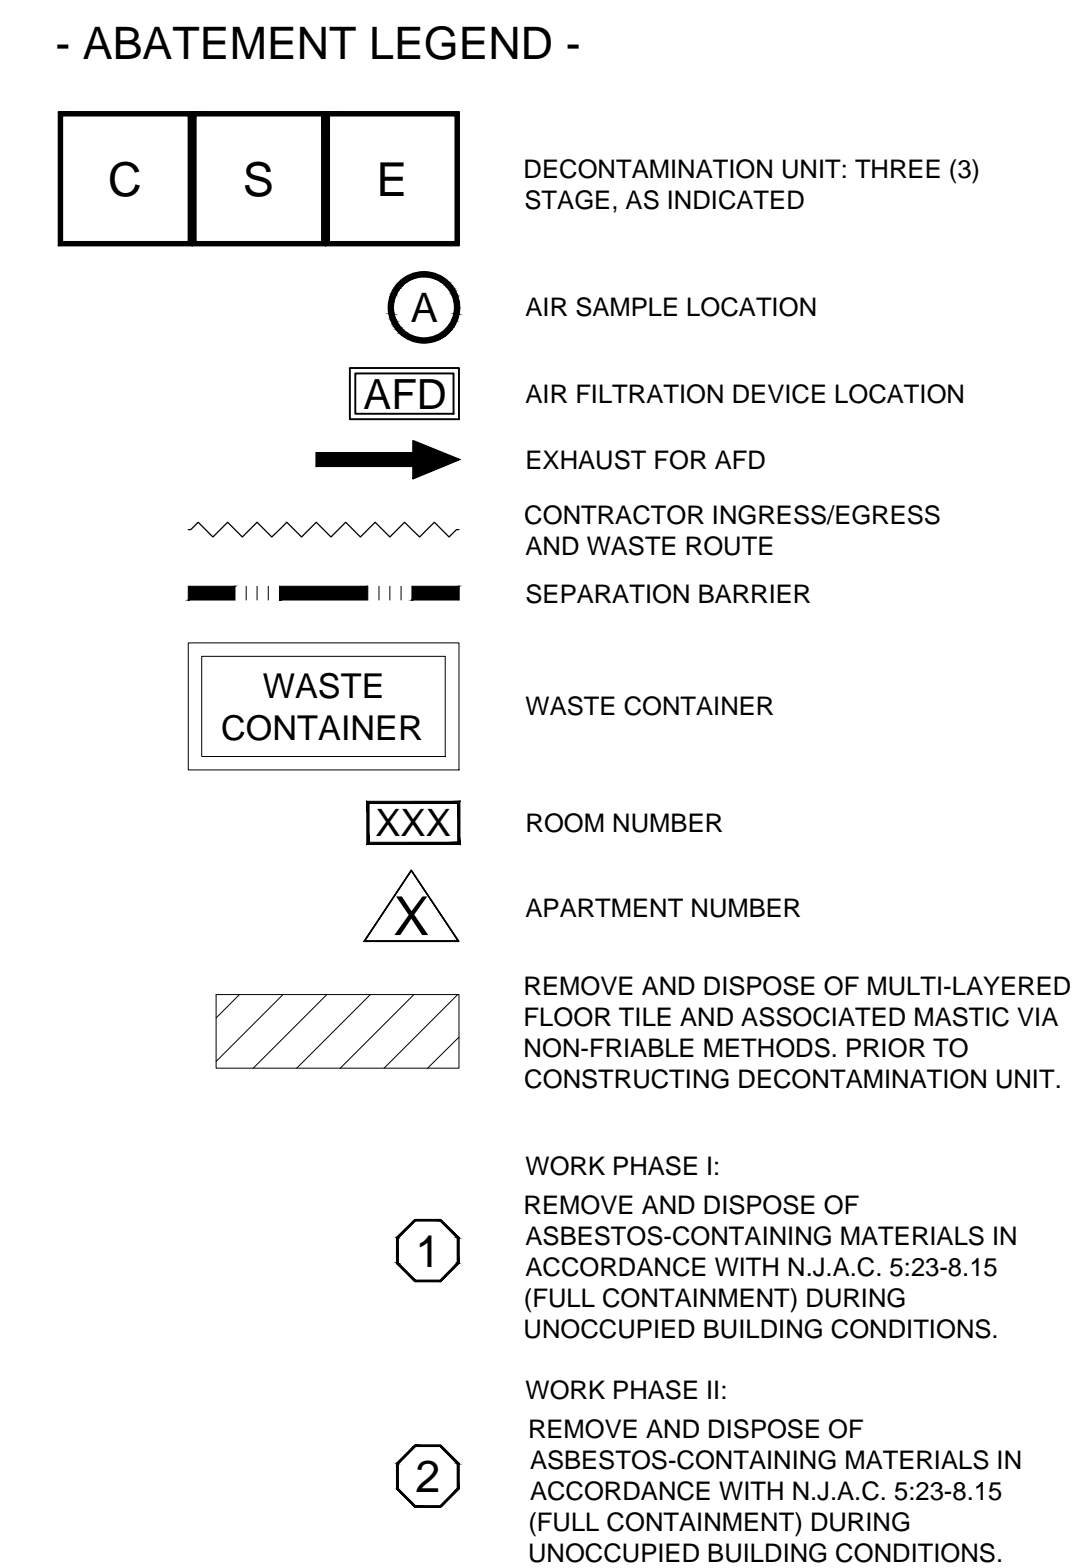 - ABATEMENT LEGEND -
C S E
DECONTAMINATION UNIT: THREE (3)
STAGE, AS INDICATED
A
AIR SAMPLE LOCATION
AFD
AIR FILTRATION DEVICE LOCATION
EXHAUST FOR AFD
CONTRACTOR INGRESS/EGRESS
AND WASTE ROUTE
SEPARATION BARRIER
WASTE
CONTAINER
WASTE CONTAINER
XXX
ROOM NUMBER
X
APARTMENT NUMBER
REMOVE AND DISPOSE OF MULTI-LAYERED
FLOOR TILE AND ASSOCIATED MASTIC VIA
NON-FRIABLE METHODS. PRIOR TO
CONSTRUCTING DECONTAMINATION UNIT.
WORK PHASE I:
1
REMOVE AND DISPOSE OF
ASBESTOS-CONTAINING MATERIALS IN
ACCORDANCE WITH N.J.A.C. 5:23-8.15
(FULL CONTAINMENT) DURING
UNOCCUPIED BUILDING CONDITIONS.
WORK PHASE II:
2
REMOVE AND DISPOSE OF
ASBESTOS-CONTAINING MATERIALS IN
ACCORDANCE WITH N.J.A.C. 5:23-8.15
(FULL CONTAINMENT) DURING
UNOCCUPIED BUILDING CONDITIONS.